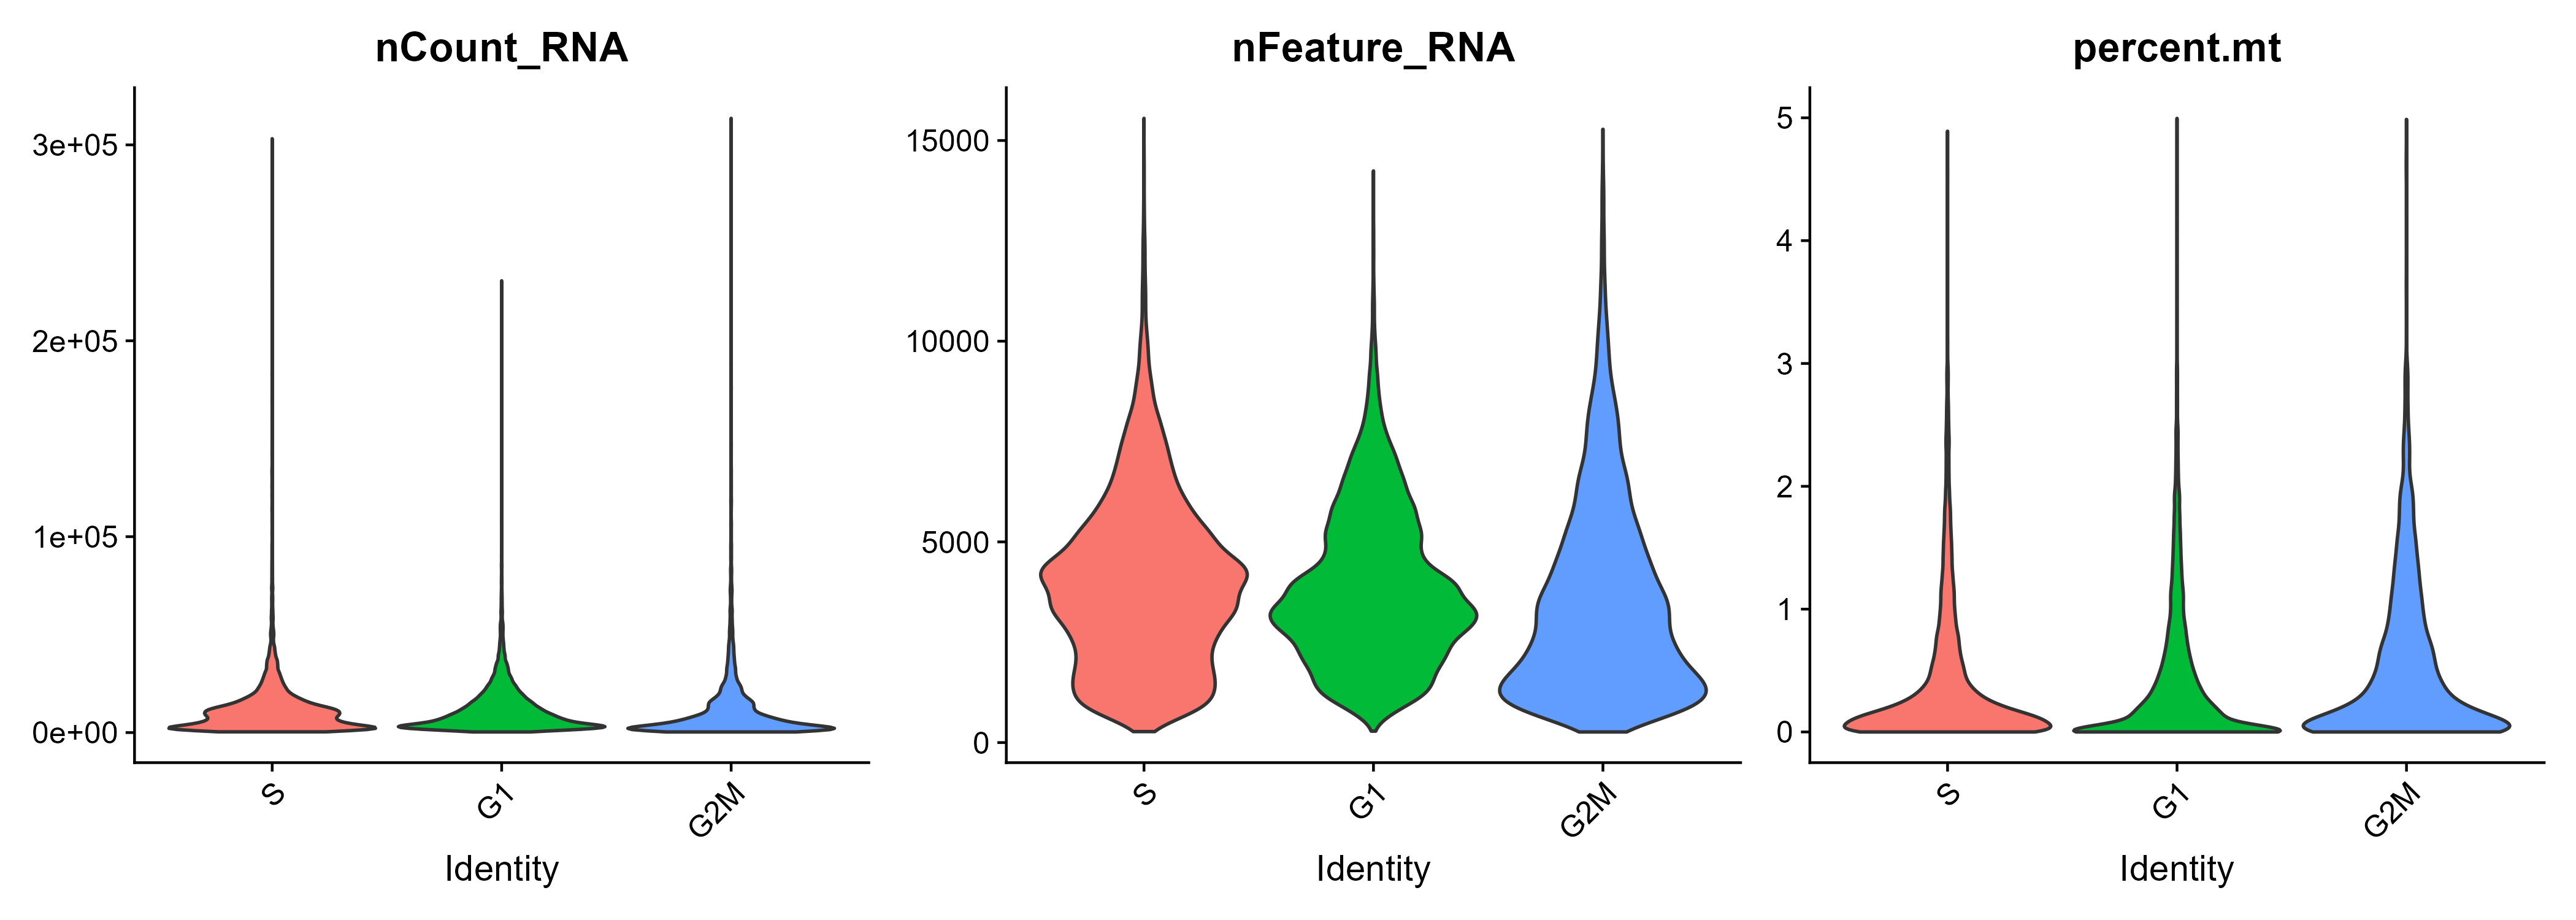 nCount_RNA
3e+05
2e+05
1e+05
0e+00
S
G1
G2M
Identity
nFeature_RNA
15000
10000
5000
0
S
G1
G2M
Identity
percent.mt
5
4
3
2
1
0
S
G1
G2M
Identity